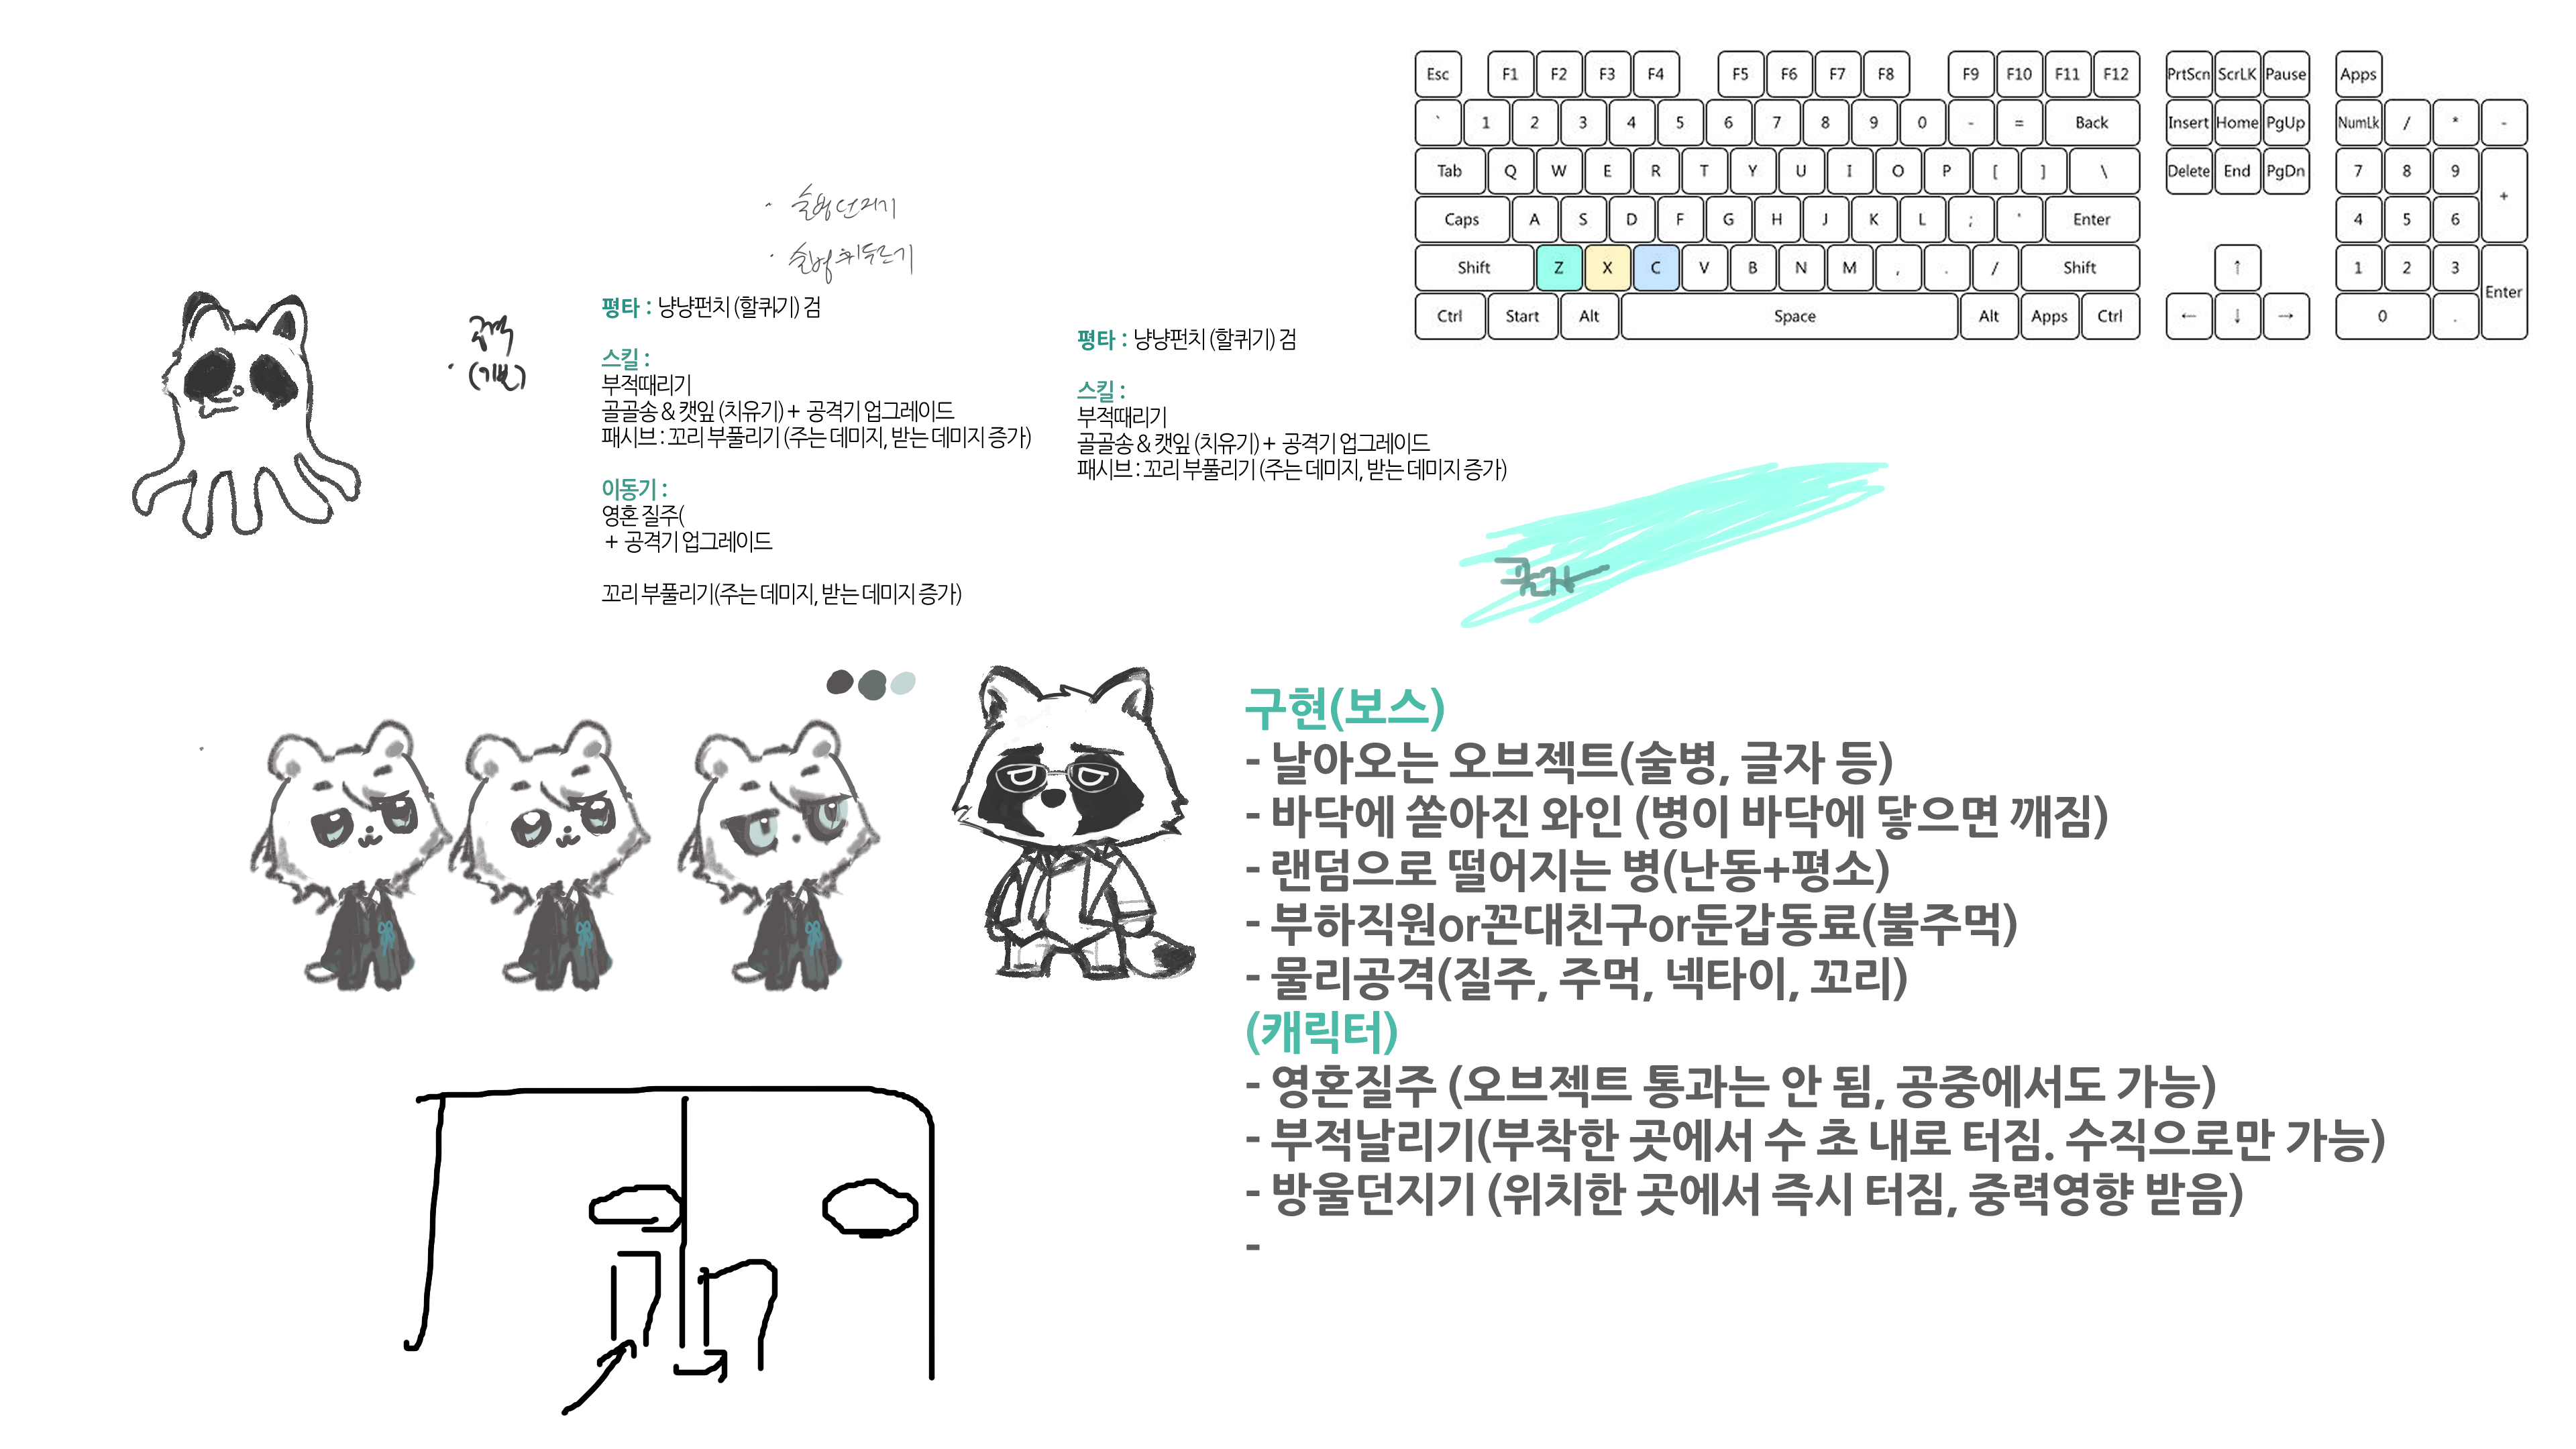 · 술병 던지기
· 술병 휘두르기
평타 : 냥냥펀치 (할퀴기) 검
스킬 :
부적때리기
골골송 & 캣잎 (치유기) + 공격기 업그레이드
패시브 : 꼬리 부풀리기 (주는 데미지, 받는 데미지 증가)
이동기 :
영혼 질주(
+ 공격기 업그레이드
꼬리 부풀리기(주는 데미지, 받는 데미지 증가)
평타 : 냥냥펀치 (할퀴기) 검
스킬 :
부적때리기
골골송 & 캣잎 (치유기) + 공격기 업그레이드
패시브 : 꼬리 부풀리기 (주는 데미지, 받는 데미지 증가)
Esc F1 F2 F3 F4 F5 F6 F7 F8 F9 F10 F11 F12 PrtScn ScrLK Pause Apps
` 1 2 3 4 5 6 7 8 9 0 - = Back Insert Home PgUp NumLk / * -
Tab Q W E R T Y U I O P [ ] \ Delete End PgDn 7 8 9 +
Caps A S D F G H J K L ; ' Enter 4 5 6
Shift Z X C V B N M , . / Shift ↑ 1 2 3 Enter
Ctrl Start Alt Space Alt Apps Ctrl ← ↓ → 0 .
구현(보스)
- 날아오는 오브젝트(술병, 글자 등)
- 바닥에 쏟아진 와인 (병이 바닥에 닿으면 깨짐)
- 랜덤으로 떨어지는 병(난동+평소)
- 부하직원or꼰대친구or둔갑동료(불주먹)
- 물리공격(질주, 주먹, 넥타이, 꼬리)
(캐릭터)
- 영혼질주 (오브젝트 통과는 안 됨, 공중에서도 가능)
- 부적날리기(부착한 곳에서 수 초 내로 터짐. 수직으로만 가능)
- 방울던지기 (위치한 곳에서 즉시 터짐, 중력영향 받음)
-